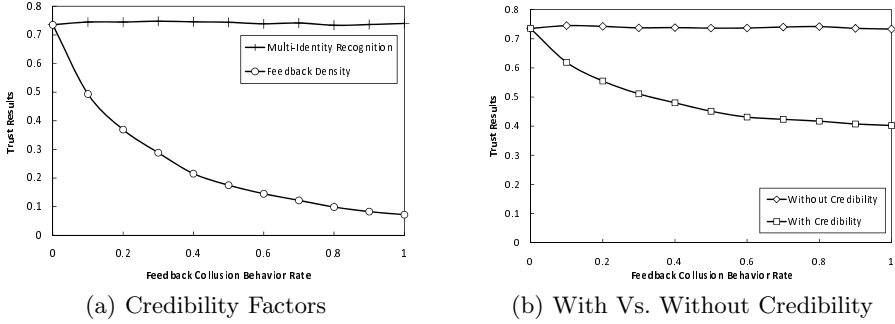 0.8
0.7
0.6
0.5
0.4
0.3
0.2
0.1
0
Trust Results
Multi-Identity Recognition
Feedback Density
0 0.2 0.4 0.6 0.8 1
Feedback Collusion Behavior Rate
(a) Credibility Factors
0.8
0.7
0.6
0.5
0.4
0.3
0.2
0.1
0
Trust Results
Without Credibility
With Credibility
0 0.2 0.4 0.6 0.8 1
Feedback Collusion Behavior Rate
(b) With Vs. Without Credibility